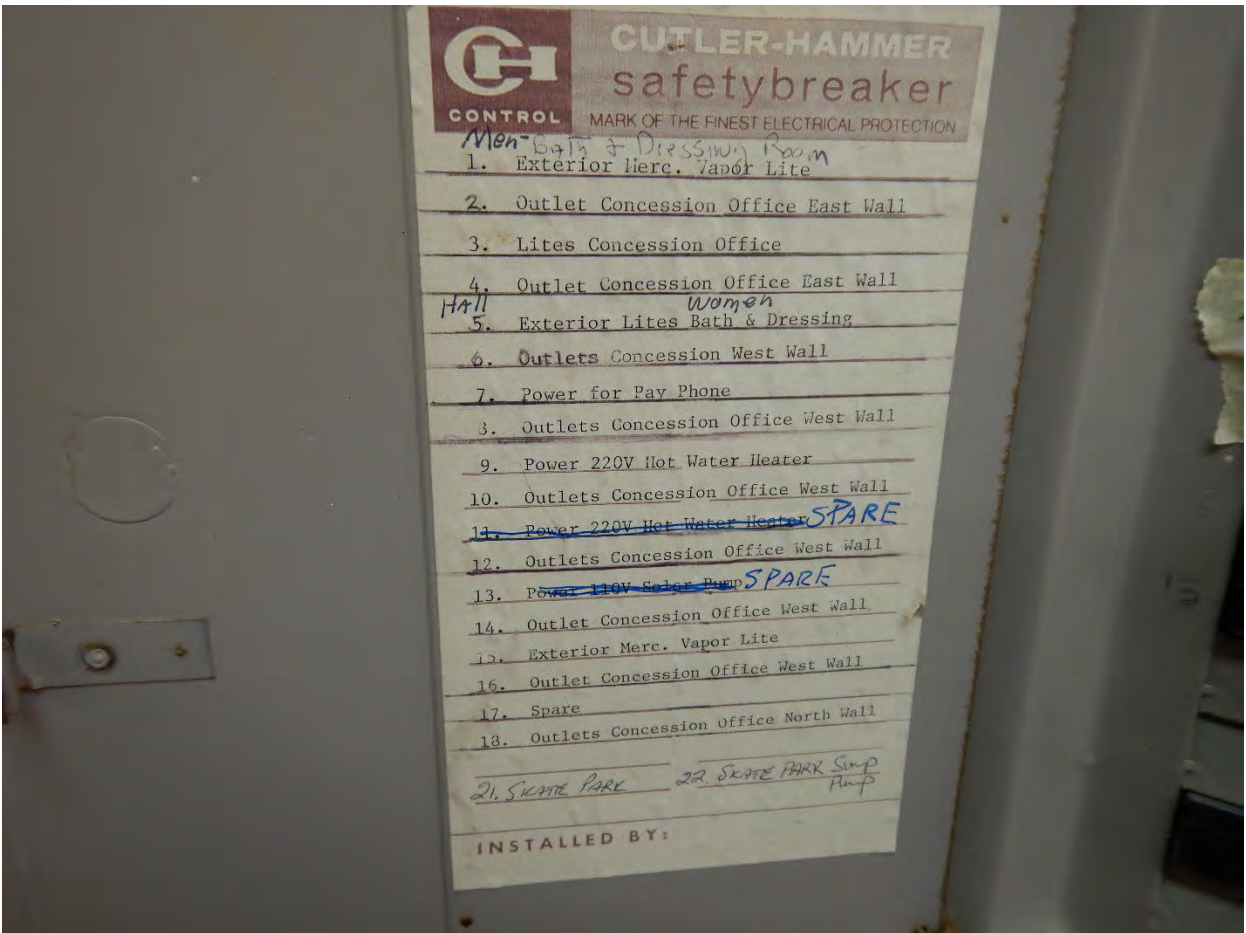 CH
CONTROL
CUTLER-HAMMER
safetybreaker
MARK OF THE FINEST ELECTRICAL PROTECTION
Men- Bath & Dressing Room
1. Exterior Merc. Vapor Lite
2. Outlet Concession Office East Wall
3. Lites Concession Office
4. Outlet Concession Office East Wall
HAll Women
5. Exterior Lites Bath & Dressing
6. Outlets Concession West Wall
7. Power for Pay Phone
8. Outlets Concession Office West Wall
9. Power 220V Hot Water Heater
10. Outlets Concession Office West Wall
11. Power 220V Hot Water Heater SPARE
12. Outlets Concession Office West Wall
13. Power 110V Solar Pump SPARE
14. Outlet Concession Office West Wall
15. Exterior Merc. Vapor Lite
16. Outlet Concession Office West Wall
17. Spare
18. Outlets Concession Office North Wall
21. SKATE PARK 22. SKATE PARK Sump
Pump
INSTALLED BY: